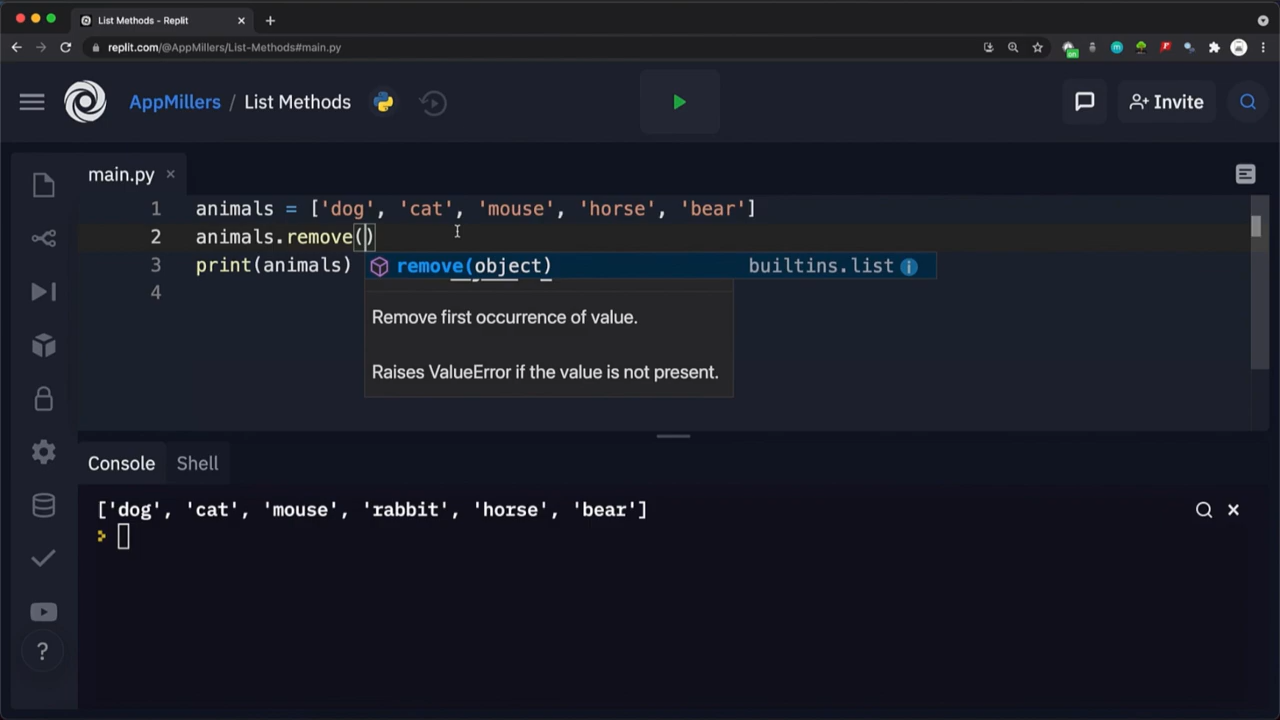 List Methods - Replit
replit.com/@AppMillers/List-Methods#main.py
AppMillers / List Methods
Invite
main.py
1 animals = ['dog', 'cat', 'mouse', 'horse', 'bear']
2 animals.remove()
3 print(animals)
remove(object) builtins.list
4
Remove first occurrence of value.
Raises ValueError if the value is not present.
Console Shell
['dog', 'cat', 'mouse', 'rabbit', 'horse', 'bear']